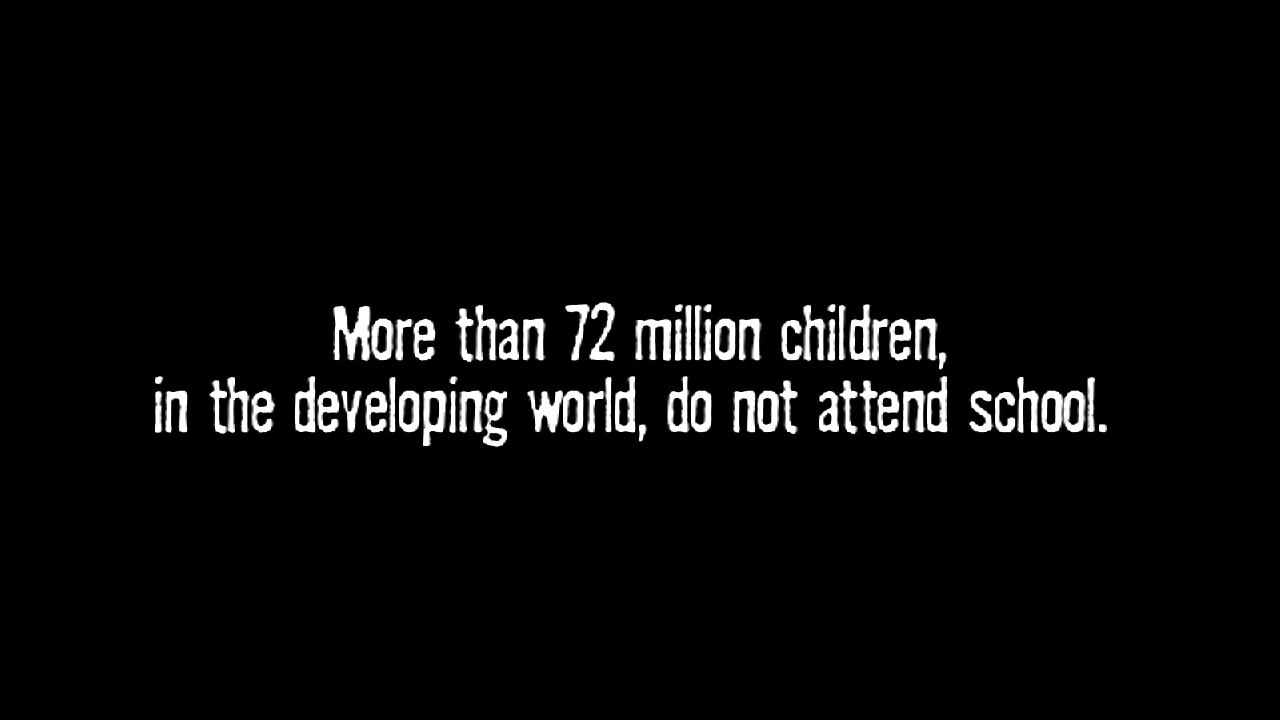 More than 72 million children,
in the developing world, do not attend school.